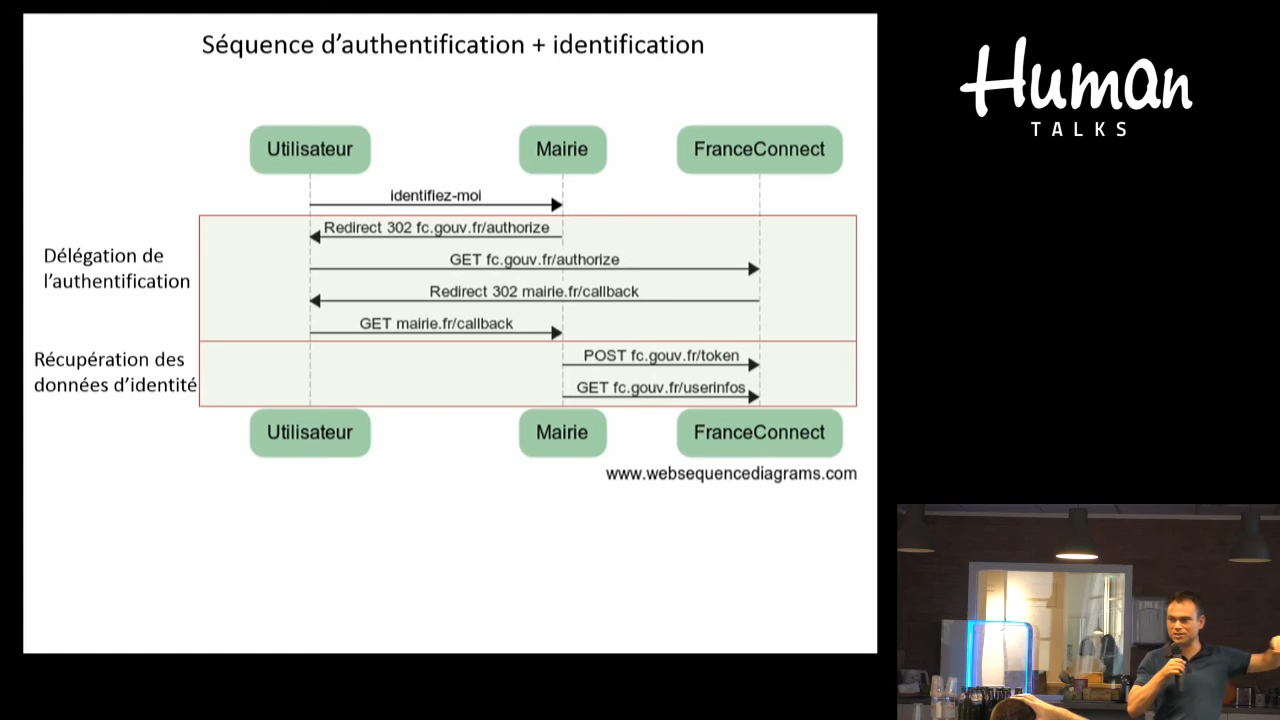 Séquence d'authentification + identification
Human
TALKS
Utilisateur
Mairie
FranceConnect
identifiez-moi
Redirect 302 fc.gouv.fr/authorize
Délégation de
l'authentification
GET fc.gouv.fr/authorize
Redirect 302 mairie.fr/callback
GET mairie.fr/callback
Récupération des
données d'identité
POST fc.gouv.fr/token
GET fc.gouv.fr/userinfos
Utilisateur
Mairie
FranceConnect
www.websequencediagrams.com